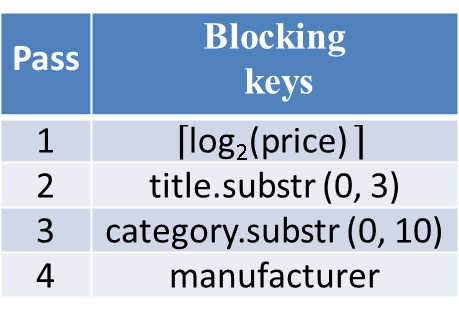 Pass Blocking keys
1 ⌈log₂(price)⌉
2 title.substr (0, 3)
3 category.substr (0, 10)
4 manufacturer